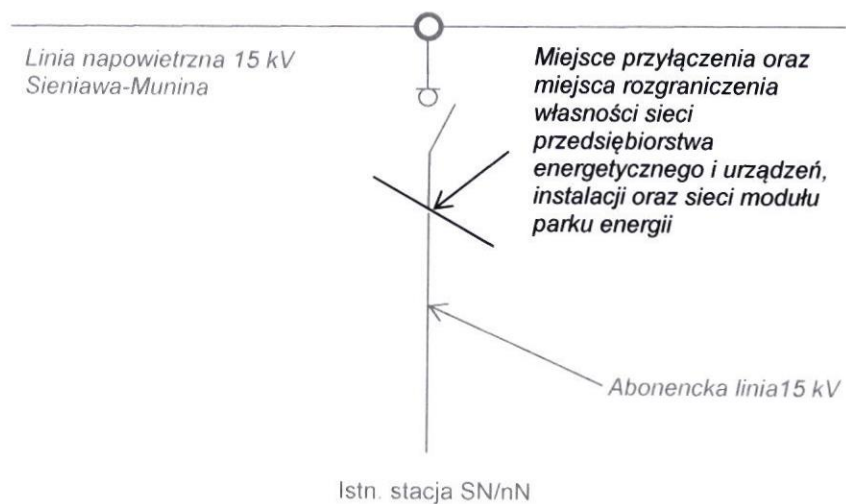 Linia napowietrzna 15 kV
Sieniawa-Munina
Miejsce przyłączenia oraz
miejsca rozgraniczenia
własności sieci
przedsiębiorstwa
energetycznego i urządzeń,
instalacji oraz sieci modułu
parku energii
Abonencka linia15 kV
Istn. stacja SN/nN